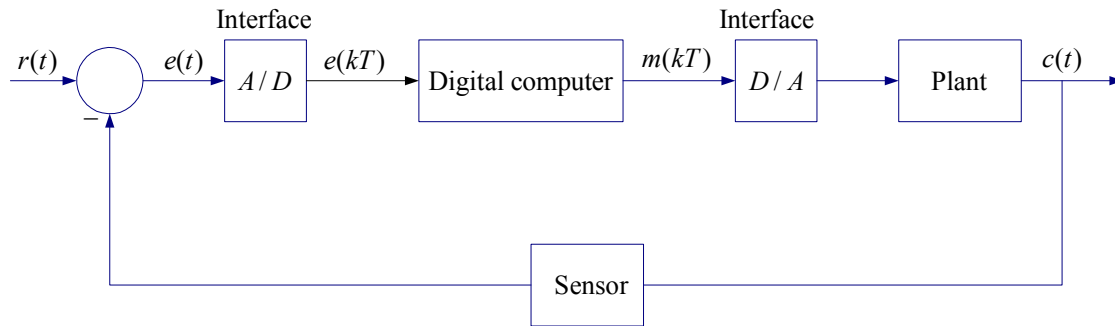 Interface
Interface
r(t)
e(t)
A / D
e(kT)
Digital computer
m(kT)
D / A
Plant
c(t)
−
Sensor